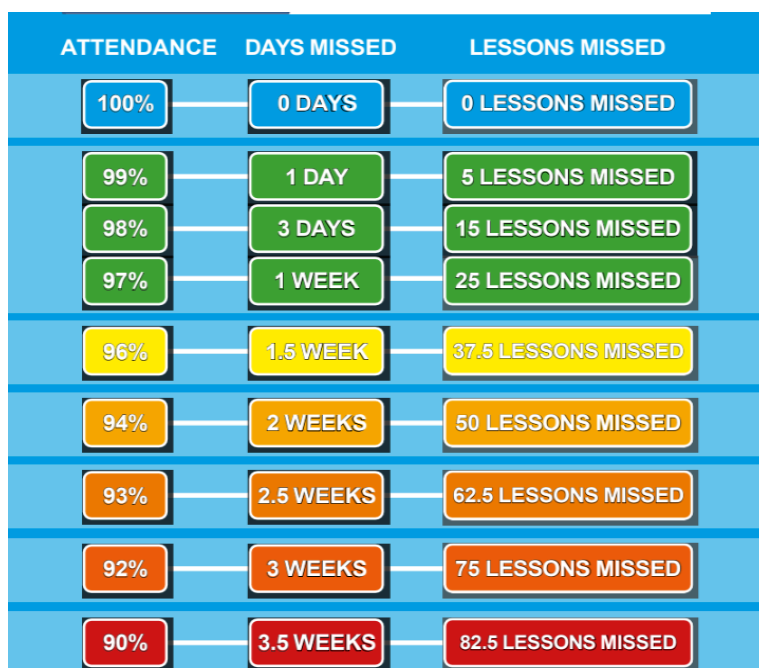 ATTENDANCE DAYS MISSED LESSONS MISSED
100% 0 DAYS 0 LESSONS MISSED
99% 1 DAY 5 LESSONS MISSED
98% 3 DAYS 15 LESSONS MISSED
97% 1 WEEK 25 LESSONS MISSED
96% 1.5 WEEK 37.5 LESSONS MISSED
94% 2 WEEKS 50 LESSONS MISSED
93% 2.5 WEEKS 62.5 LESSONS MISSED
92% 3 WEEKS 75 LESSONS MISSED
90% 3.5 WEEKS 82.5 LESSONS MISSED